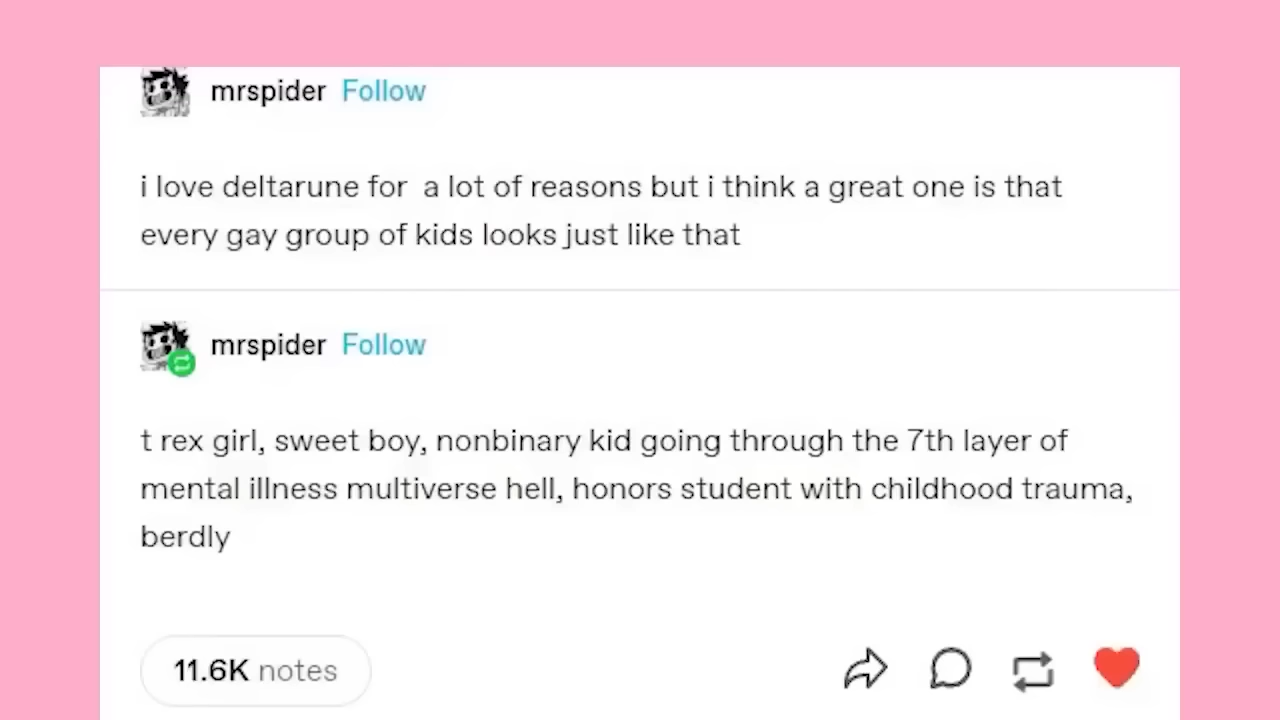 mrspider Follow
i love deltarune for  a lot of reasons but i think a great one is that
every gay group of kids looks just like that
mrspider Follow
t rex girl, sweet boy, nonbinary kid going through the 7th layer of
mental illness multiverse hell, honors student with childhood trauma,
berdly
11.6K notes